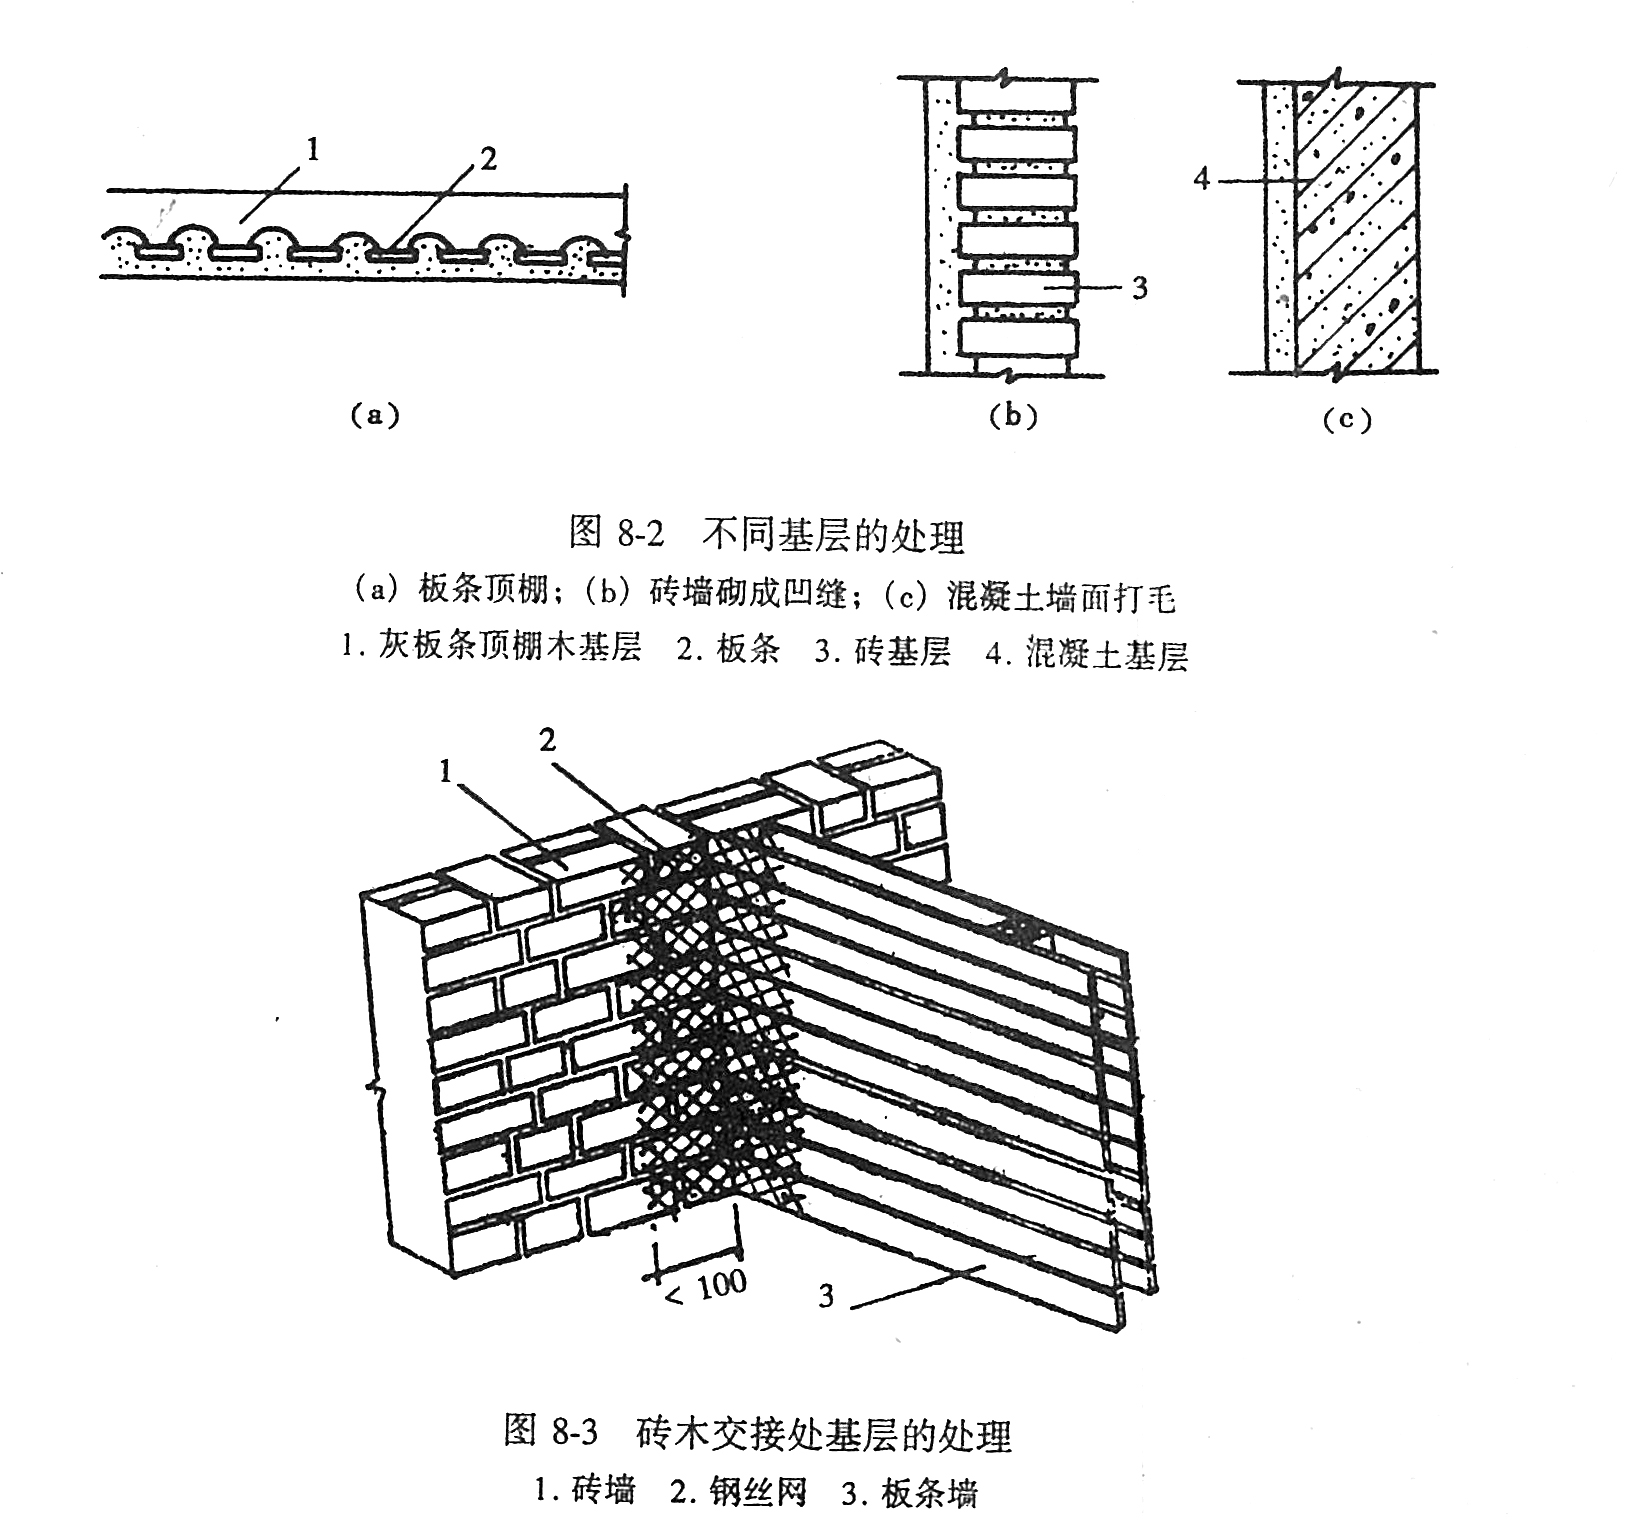 1
2
3
4
(a)
(b)
(c)
图 8-2 不同基层的处理
(a) 板条顶棚；(b) 砖墙砌成凹缝；(c) 混凝土墙面打毛
1. 灰板条顶棚木基层 2. 板条 3. 砖基层 4. 混凝土基层
2
1
< 100
3
图 8-3 砖木交接处基层的处理
1. 砖墙 2. 钢丝网 3. 板条墙